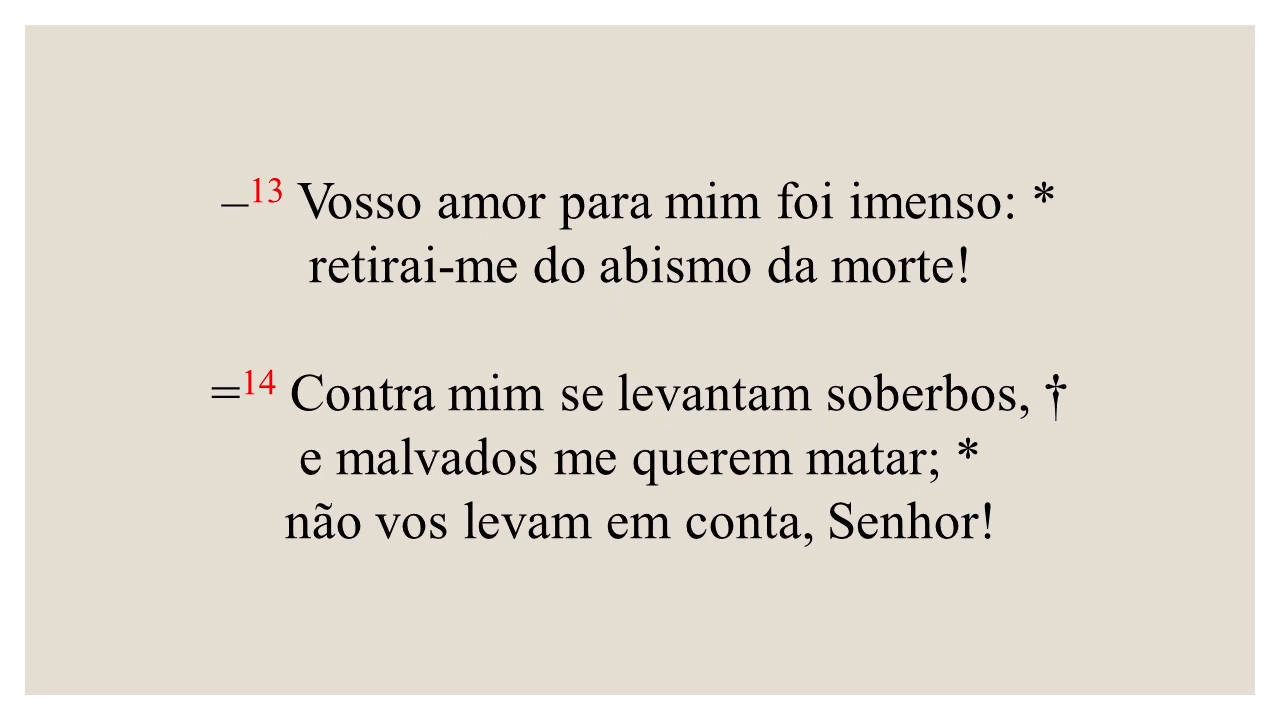 –13 Vosso amor para mim foi imenso: *
retirai-me do abismo da morte!
=14 Contra mim se levantam soberbos, †
e malvados me querem matar; *
não vos levam em conta, Senhor!